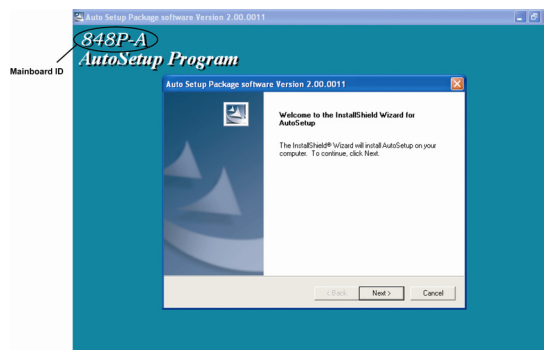 Auto Setup Package software Version 2.00.0011
848P-A
AutoSetup Program
Mainboard ID
Auto Setup Package software Version 2.00.0011
Welcome to the InstallShield Wizard for
AutoSetup
The InstallShield® Wizard will install AutoSetup on your
computer. To continue, click Next.
< Back
Next >
Cancel